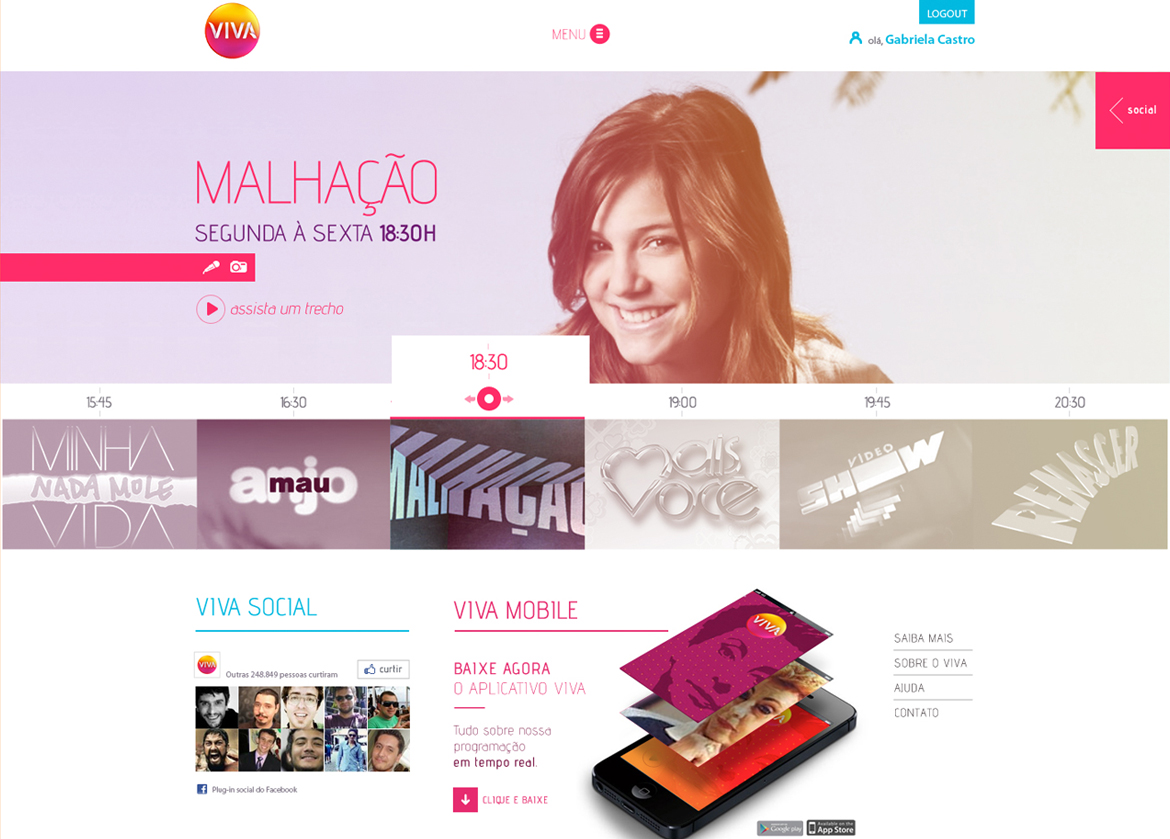 VIVA
MENU
LOGOUT
olá, Gabriela Castro
social
MALHAÇÃO
SEGUNDA À SEXTA 18:30H
assista um trecho
18:30
15:45
16:30
19:00
19:45
20:30
MINHA
NADA MOLE
VIDA
anjo
mau
MALHAÇÃO
MALHAÇÃO
mais
você
VIDEO
SHOW
RENASCER
VIVA SOCIAL
VIVA
Outras 248.849 pessoas curtiram
curtir
Plug-in social do Facebook
VIVA MOBILE
BAIXE AGORA
O APLICATIVO VIVA
Tudo sobre nossa
programação
em tempo real.
CLIQUE E BAIXE
VIVA
Google play
Available on the
App Store
SAIBA MAIS
SOBRE O VIVA
AJUDA
CONTATO